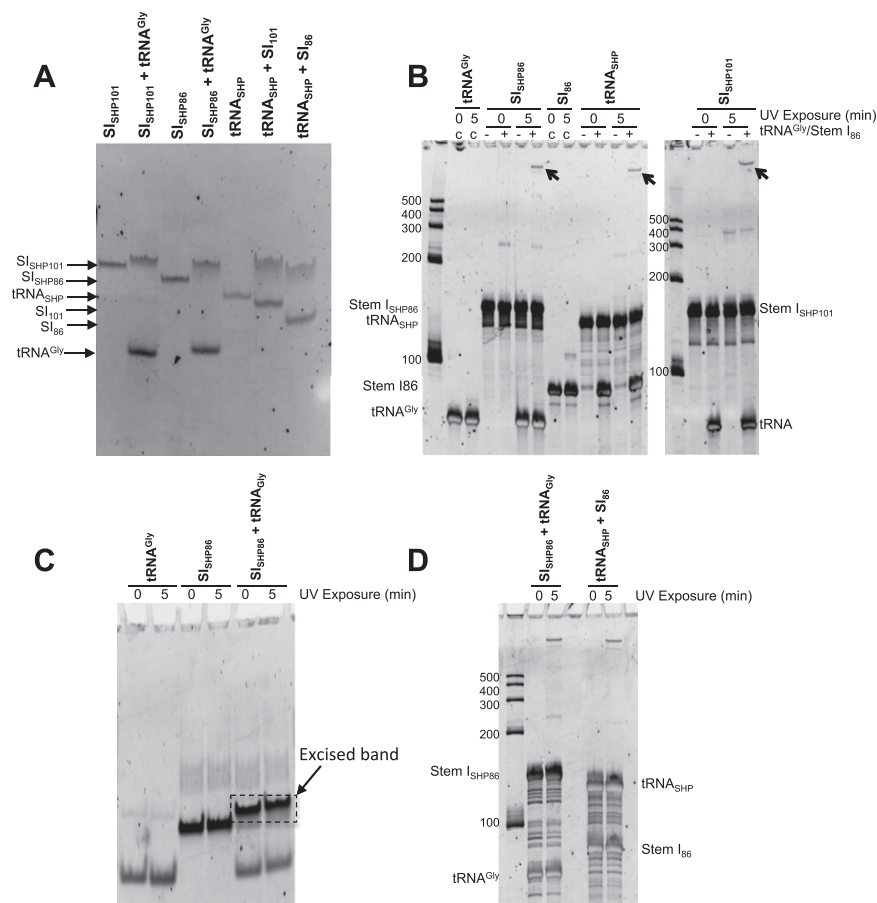 A
SI_SHP101
SI_SHP101 + tRNA^Gly
SI_SHP86
SI_SHP86 + tRNA^Gly
tRNA_SHP
tRNA_SHP + SI_101
tRNA_SHP + SI_86
SI_SHP101
SI_SHP86
tRNA_SHP
SI_101
SI_86
tRNA^Gly
B
tRNA^Gly
SI_SHP86
SI_86
tRNA_SHP
SI_SHP101
0 5 0 5 0 5 0 5 0 5 UV Exposure (min)
c c - + - + c c - + - + - + - + tRNA^Gly/Stem I_86
500
400
300
200
100
Stem I_SHP86
tRNA_SHP
Stem I86
tRNA^Gly
500
400
300
200
100
Stem I_SHP101
tRNA
C
tRNA^Gly
SI_SHP86
SI_SHP86 + tRNA_Gly
0 5 0 5 0 5 UV Exposure (min)
Excised band
D
SI_SHP86 + tRNA^Gly
tRNA_SHP + SI_86
0 5 0 5 UV Exposure (min)
500
400
300
200
100
Stem I_SHP86
tRNA^Gly
tRNA_SHP
Stem I_86